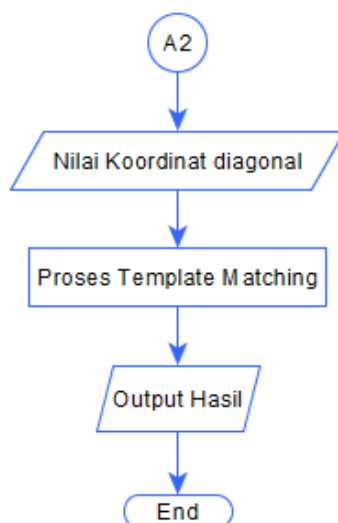 A2
Nilai Koordinat diagonal
Proses Template Matching
Output Hasil
End